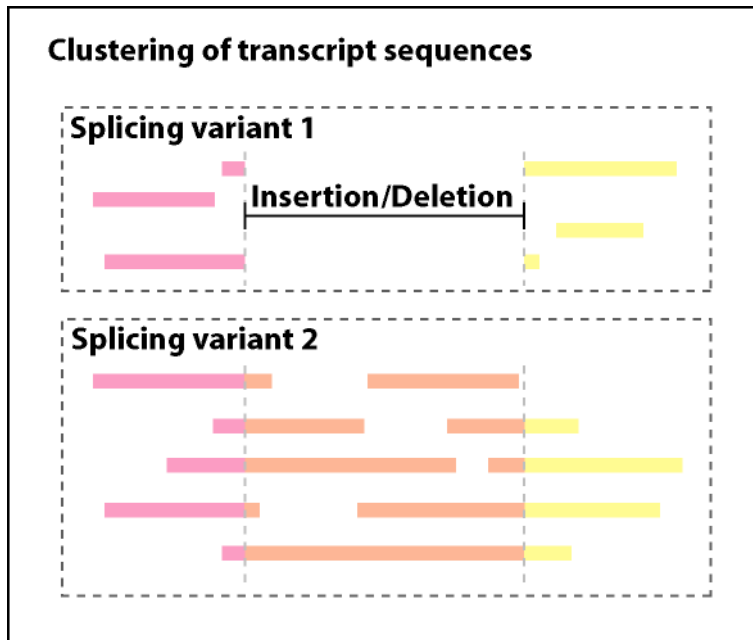 Clustering of transcript sequences
Splicing variant 1
Insertion/Deletion
Splicing variant 2